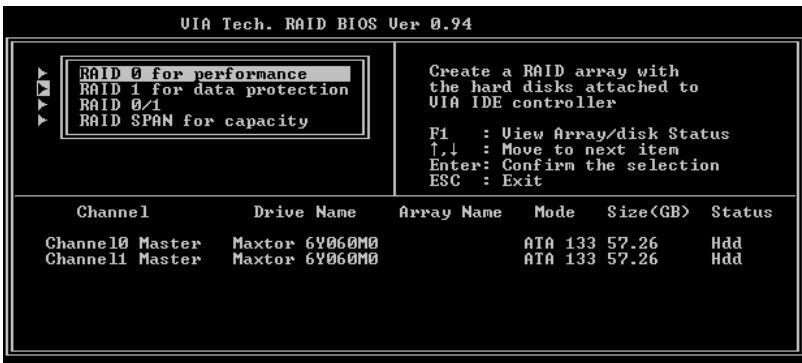 VIA Tech. RAID BIOS Ver 0.94
RAID 0 for performance
RAID 1 for data protection
RAID 0/1
RAID SPAN for capacity
Create a RAID array with
the hard disks attached to
VIA IDE controller
F1 : View Array/disk Status
↑,↓ : Move to next item
Enter: Confirm the selection
ESC : Exit
Channel Drive Name Array Name Mode Size(GB) Status
Channel0 Master Maxtor 6Y060M0 ATA 133 57.26 Hdd
Channel1 Master Maxtor 6Y060M0 ATA 133 57.26 Hdd